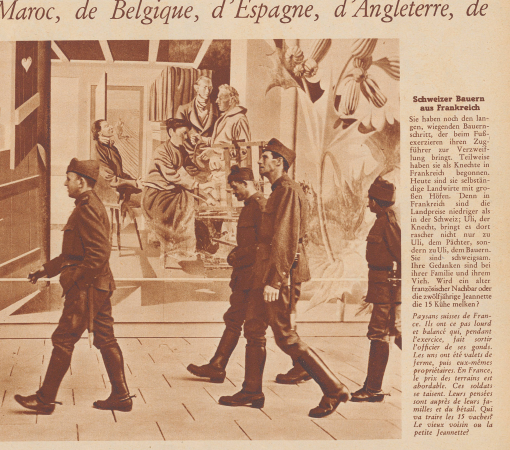 Maroc, de Belgique, d'Espagne, d'Angleterre, de
Schweizer Bauern
aus Frankreich
Sie haben noch den lan-
gen, wiegenden Bauern-
schritt, der beim Fuß-
exerzieren ihren Zug-
führer zur Verzweif-
lung bringt. Teilweise
haben sie als Knechte in
Frankreich begonnen.
Heute sind sie selbständi-
ge Landwirte mit gro-
ßen Höfen. Denn in
Frankreich sind die
Landpreise niedriger als
in der Schweiz; Uli, der
Knecht, bringt es dort
rascher nicht nur zu
Uli, dem Pächter, son-
dern zu Uli, dem Bauern.
Sie sind schweigsam.
Ihre Gedanken sind bei
ihrer Familie und ihrem
Vieh. Wird ein alter
französischer Nachbar oder
die zwölfjährige Jeannette
die 15 Kühe melken?
Paysans suisses de Fran-
ce. Ils ont ce pas lourd
et balancé qui, pendant
l'exercice, fait sortir
l'officier de ses gonds.
Les uns ont été valets de
ferme, puis eux-mêmes
propriétaires. En France,
le prix des terrains est
abordable. Ces soldats
se taisent. Leurs pensées
sont auprès de leurs fa-
milles et du bétail. Qui
va traire les 15 vaches?
Le vieux voisin ou la
petite Jeannette?